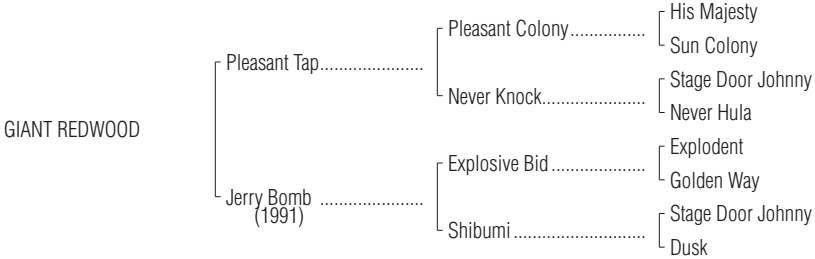 His Majesty
Pleasant Colony................
Sun Colony
Pleasant Tap......................
Stage Door Johnny
Never Knock......................
Never Hula
GIANT REDWOOD
Explodent
Explosive Bid ....................
Golden Way
Jerry Bomb ......................
(1991)
Stage Door Johnny
Shibumi ............................
Dusk